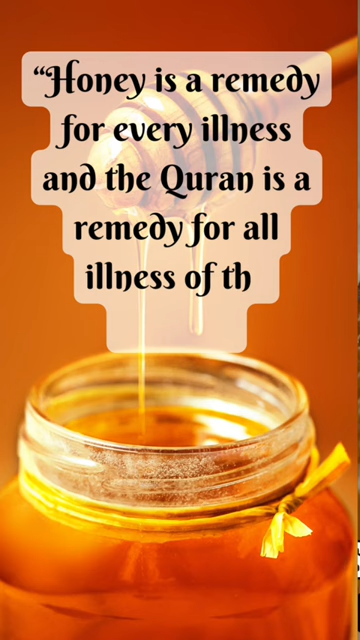 “Honey is a remedy
for every illness
and the Quran is a
remedy for all
illness of th